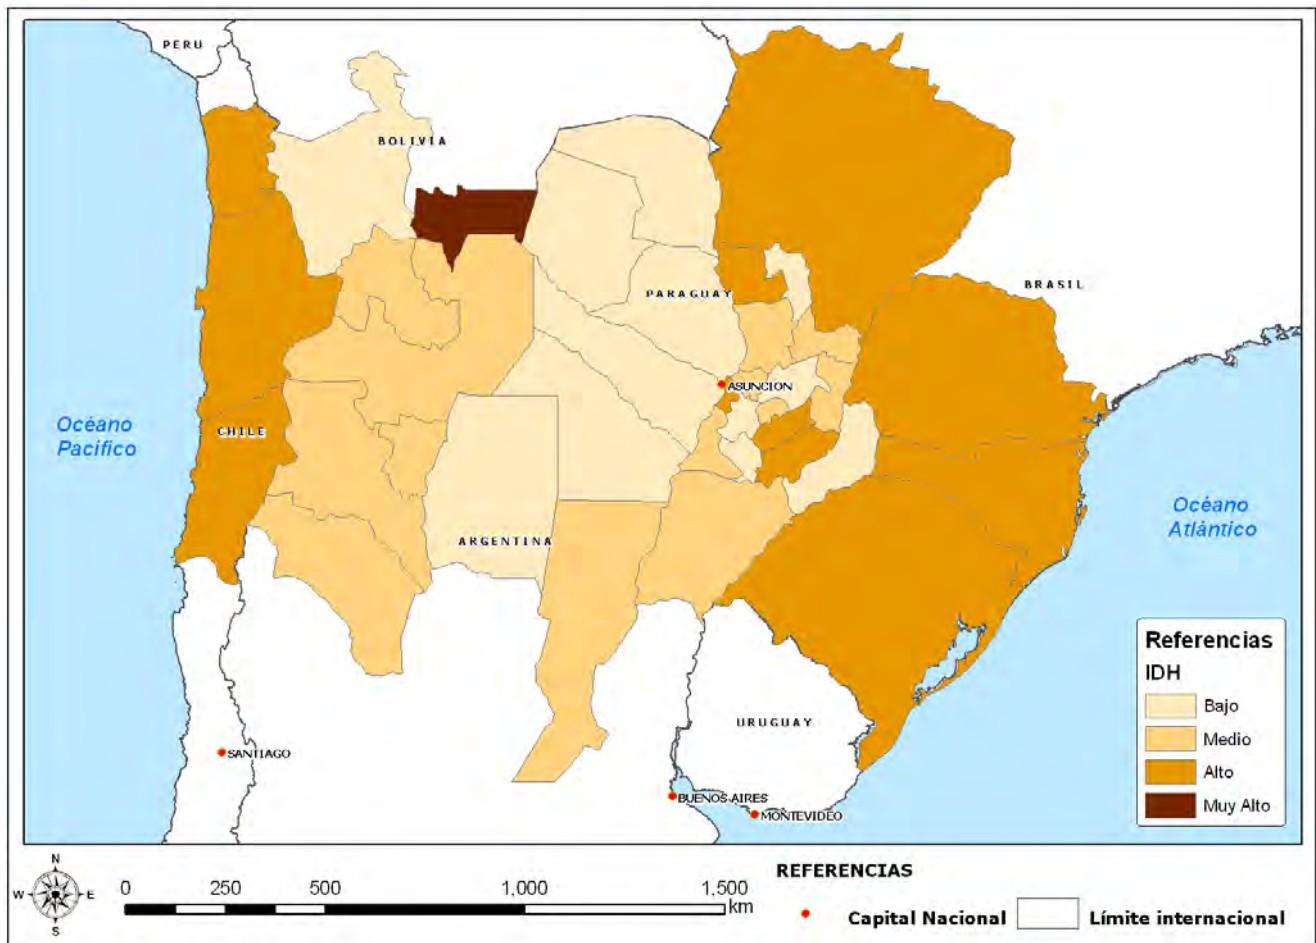 PERU
BOLIVIA
BRASIL
PARAGUAY
ASUNCION
Océano
Pacífico
CHILE
Océano
Atlántico
ARGENTINA
URUGUAY
SANTIAGO
BUENOS AIRES
MONTEVIDEO
Referencias
IDH
Bajo
Medio
Alto
Muy Alto
N
W
E
S
0 250 500 1,000 1,500
km
REFERENCIAS
Capital Nacional
Límite internacional